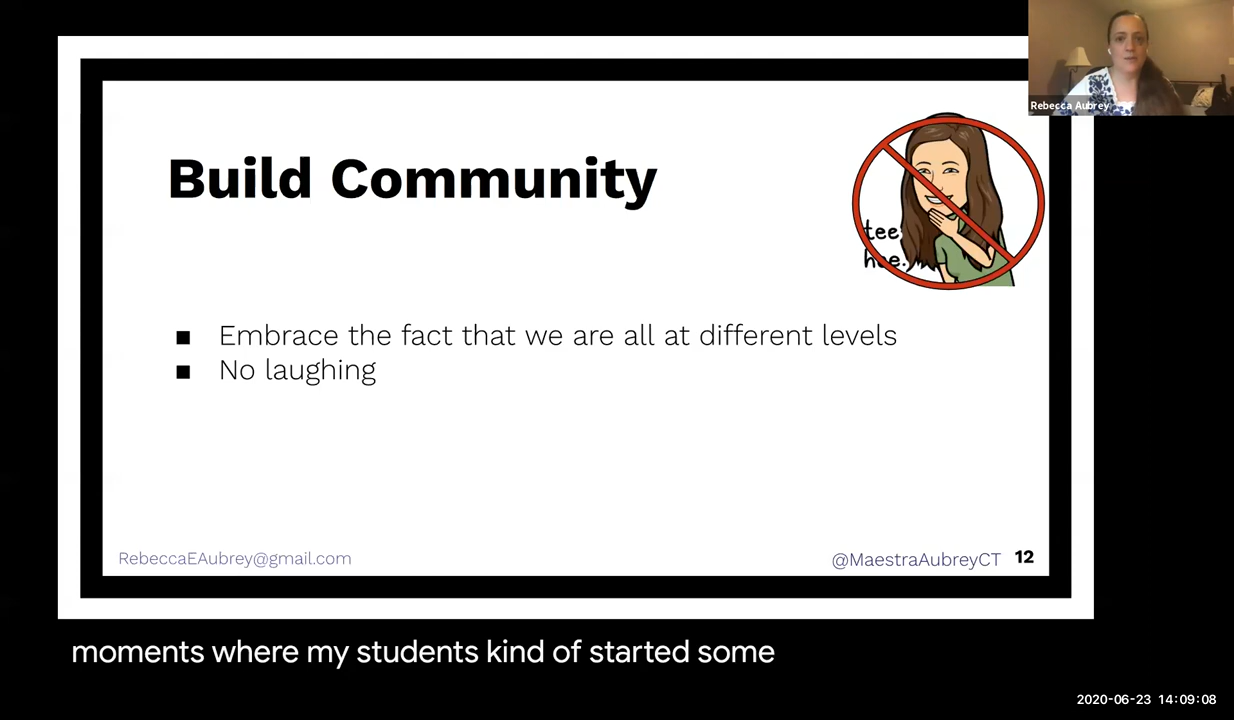 Rebecca Aubrey
Build Community
tee
hee.
■ Embrace the fact that we are all at different levels
■ No laughing
RebeccaEAubrey@gmail.com
@MaestraAubreyCT 12
moments where my students kind of started some
2020-06-23 14:09:08